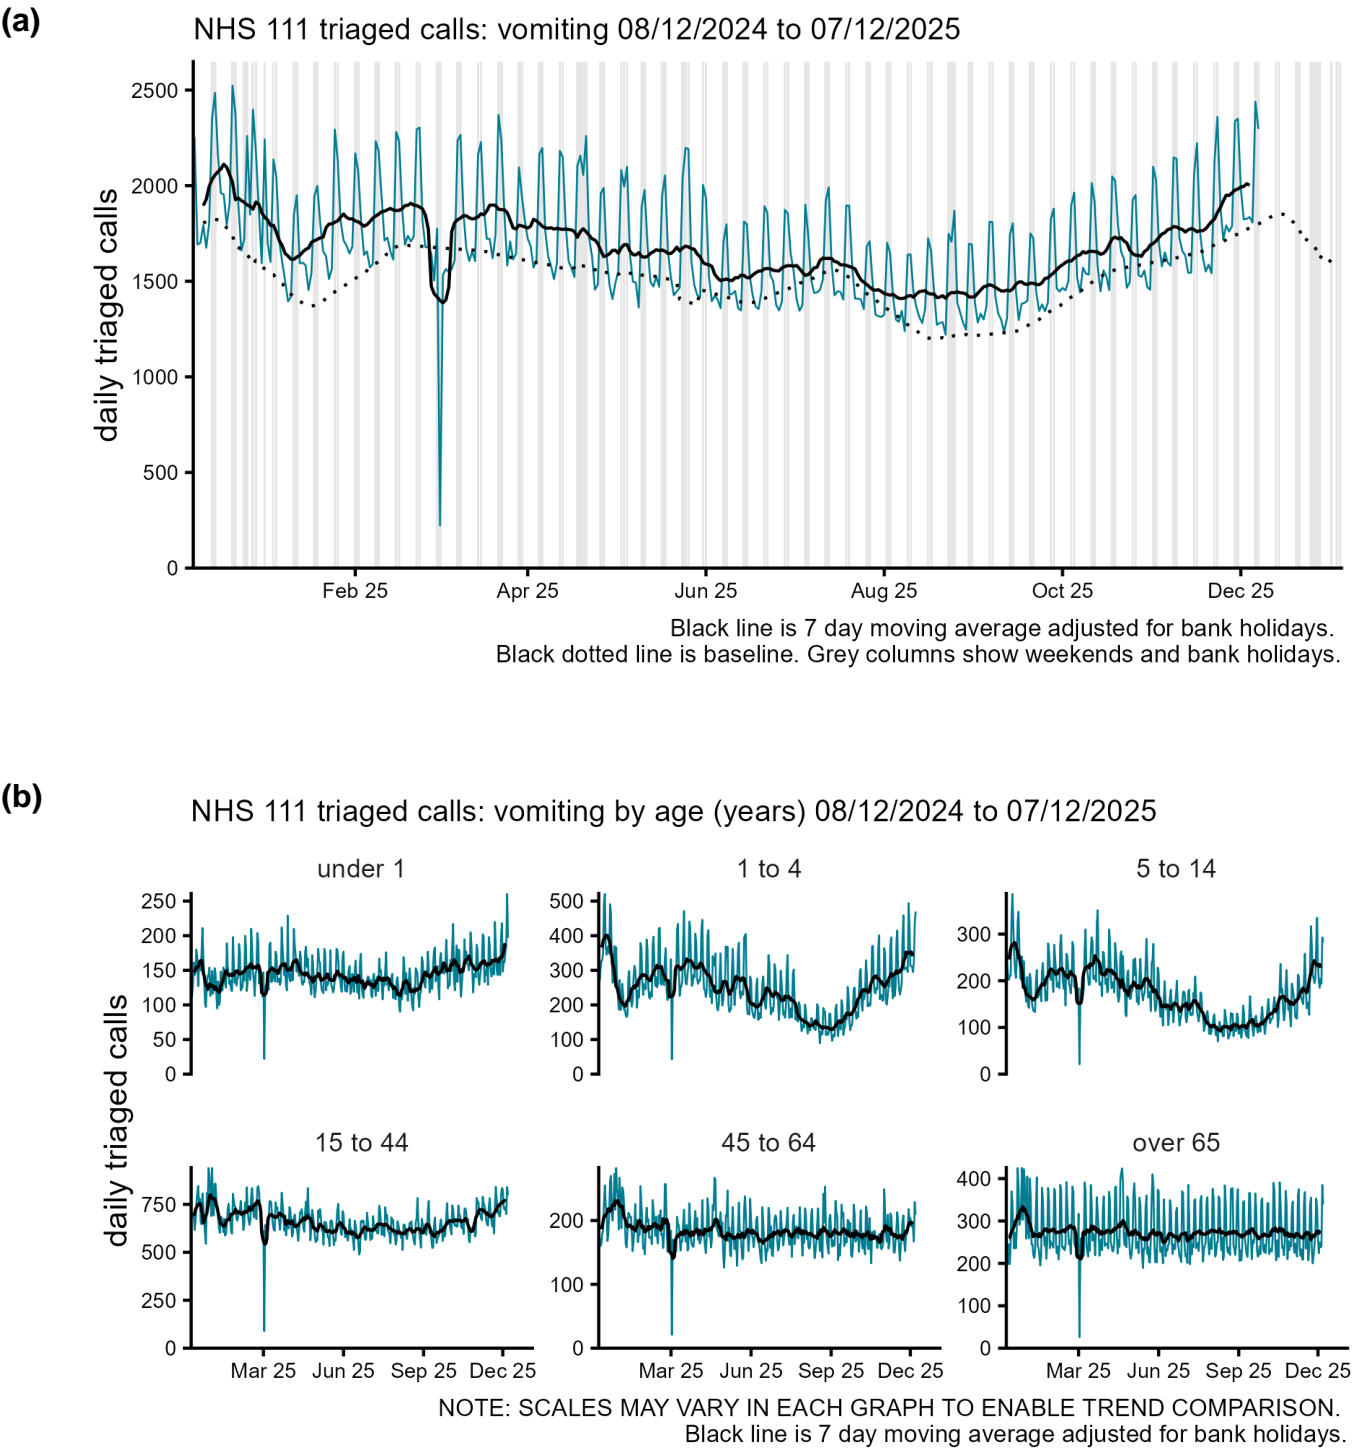 (a)
NHS 111 triaged calls: vomiting 08/12/2024 to 07/12/2025
daily triaged calls
2500
2000
1500
1000
500
0
Feb 25 Apr 25 Jun 25 Aug 25 Oct 25 Dec 25
Black line is 7 day moving average adjusted for bank holidays.
Black dotted line is baseline. Grey columns show weekends and bank holidays.
(b)
NHS 111 triaged calls: vomiting by age (years) 08/12/2024 to 07/12/2025
daily triaged calls
under 1
250
200
150
100
50
0
1 to 4
500
400
300
200
100
0
5 to 14
300
200
100
0
15 to 44
750
500
250
0
Mar 25 Jun 25 Sep 25 Dec 25
45 to 64
200
100
0
Mar 25 Jun 25 Sep 25 Dec 25
over 65
400
300
200
100
0
Mar 25 Jun 25 Sep 25 Dec 25
NOTE: SCALES MAY VARY IN EACH GRAPH TO ENABLE TREND COMPARISON.
Black line is 7 day moving average adjusted for bank holidays.